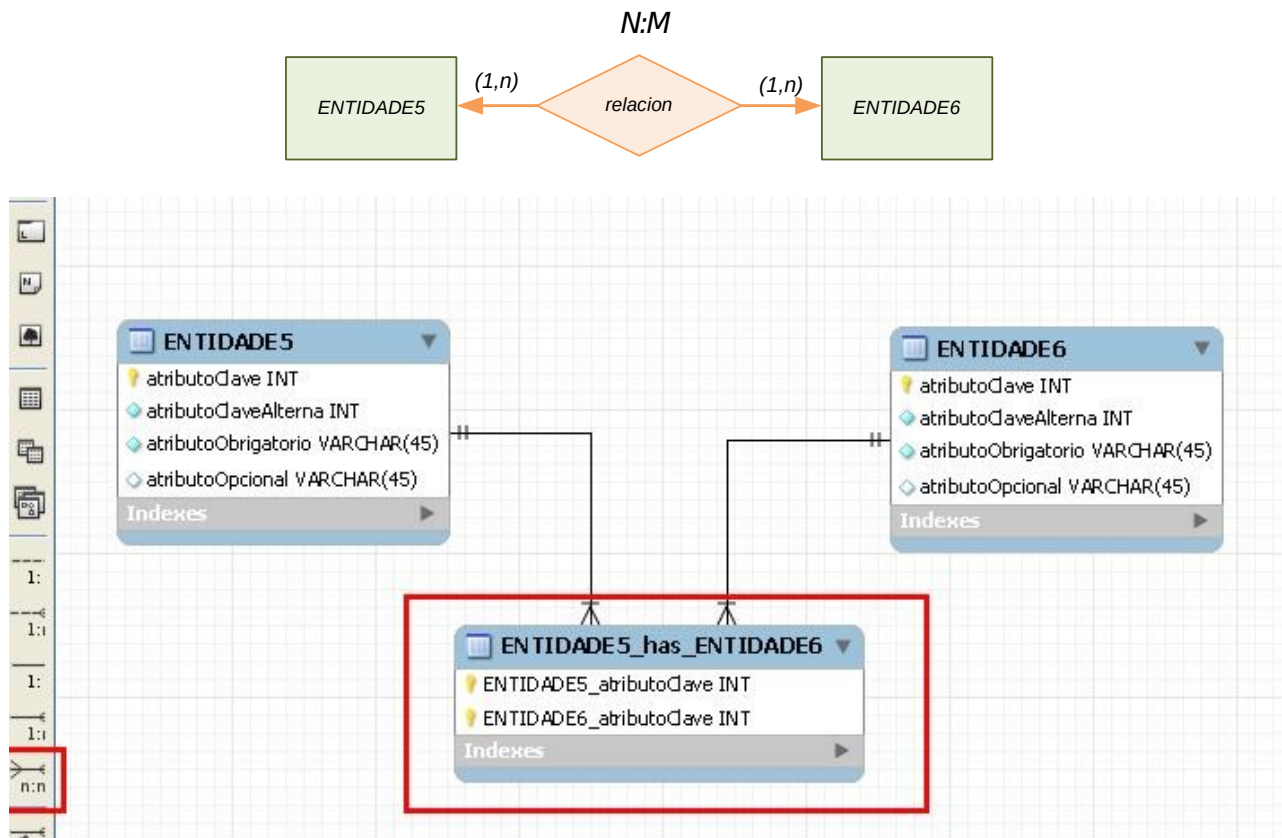 N:M
(1,n)
(1,n)
ENTIDADE5
relacion
ENTIDADE6
L
N
ENTIDADE5
atributoClave INT
atributoClaveAlterna INT
atributoObrigatorio VARCHAR(45)
atributoOpcional VARCHAR(45)
Indexes
ENTIDADE6
atributoClave INT
atributoClaveAlterna INT
atributoObrigatorio VARCHAR(45)
atributoOpcional VARCHAR(45)
Indexes
1:
1:
1:
1:
n:n
ENTIDADE5_has_ENTIDADE6
ENTIDADE5_atributoClave INT
ENTIDADE6_atributoClave INT
Indexes